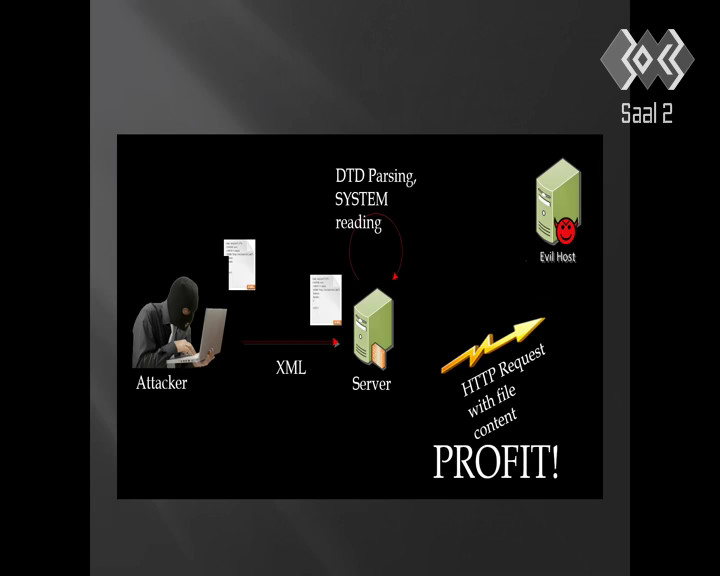 Saal 2
DTD Parsing,
SYSTEM
reading
Evil Host
Attacker
XML
Server
HTTP Request
with file
content
PROFIT!